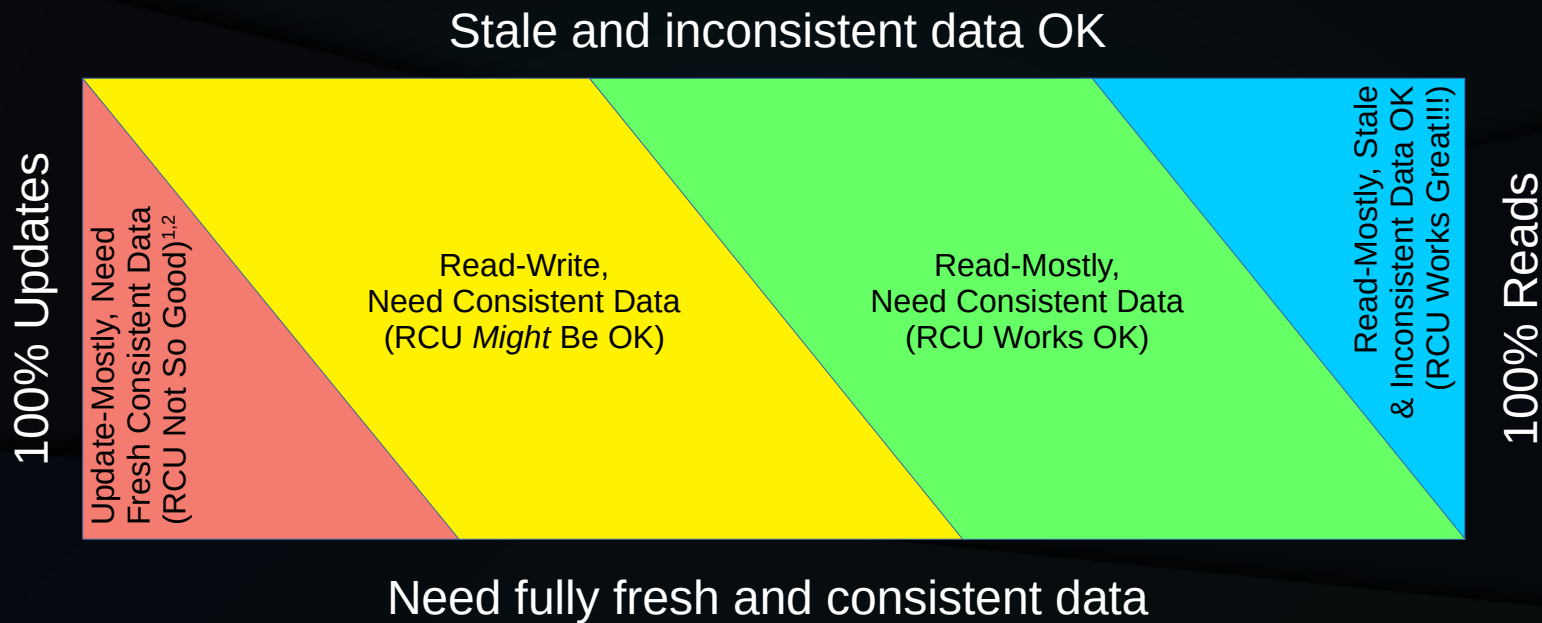 Stale and inconsistent data OK
100% Updates
Update-Mostly, Need
Fresh Consistent Data
(RCU Not So Good)1,2
Read-Write,
Need Consistent Data
(RCU Might Be OK)
Read-Mostly,
Need Consistent Data
(RCU Works OK)
Read-Mostly, Stale
& Inconsistent Data OK
(RCU Works Great!!!)
100% Reads
Need fully fresh and consistent data